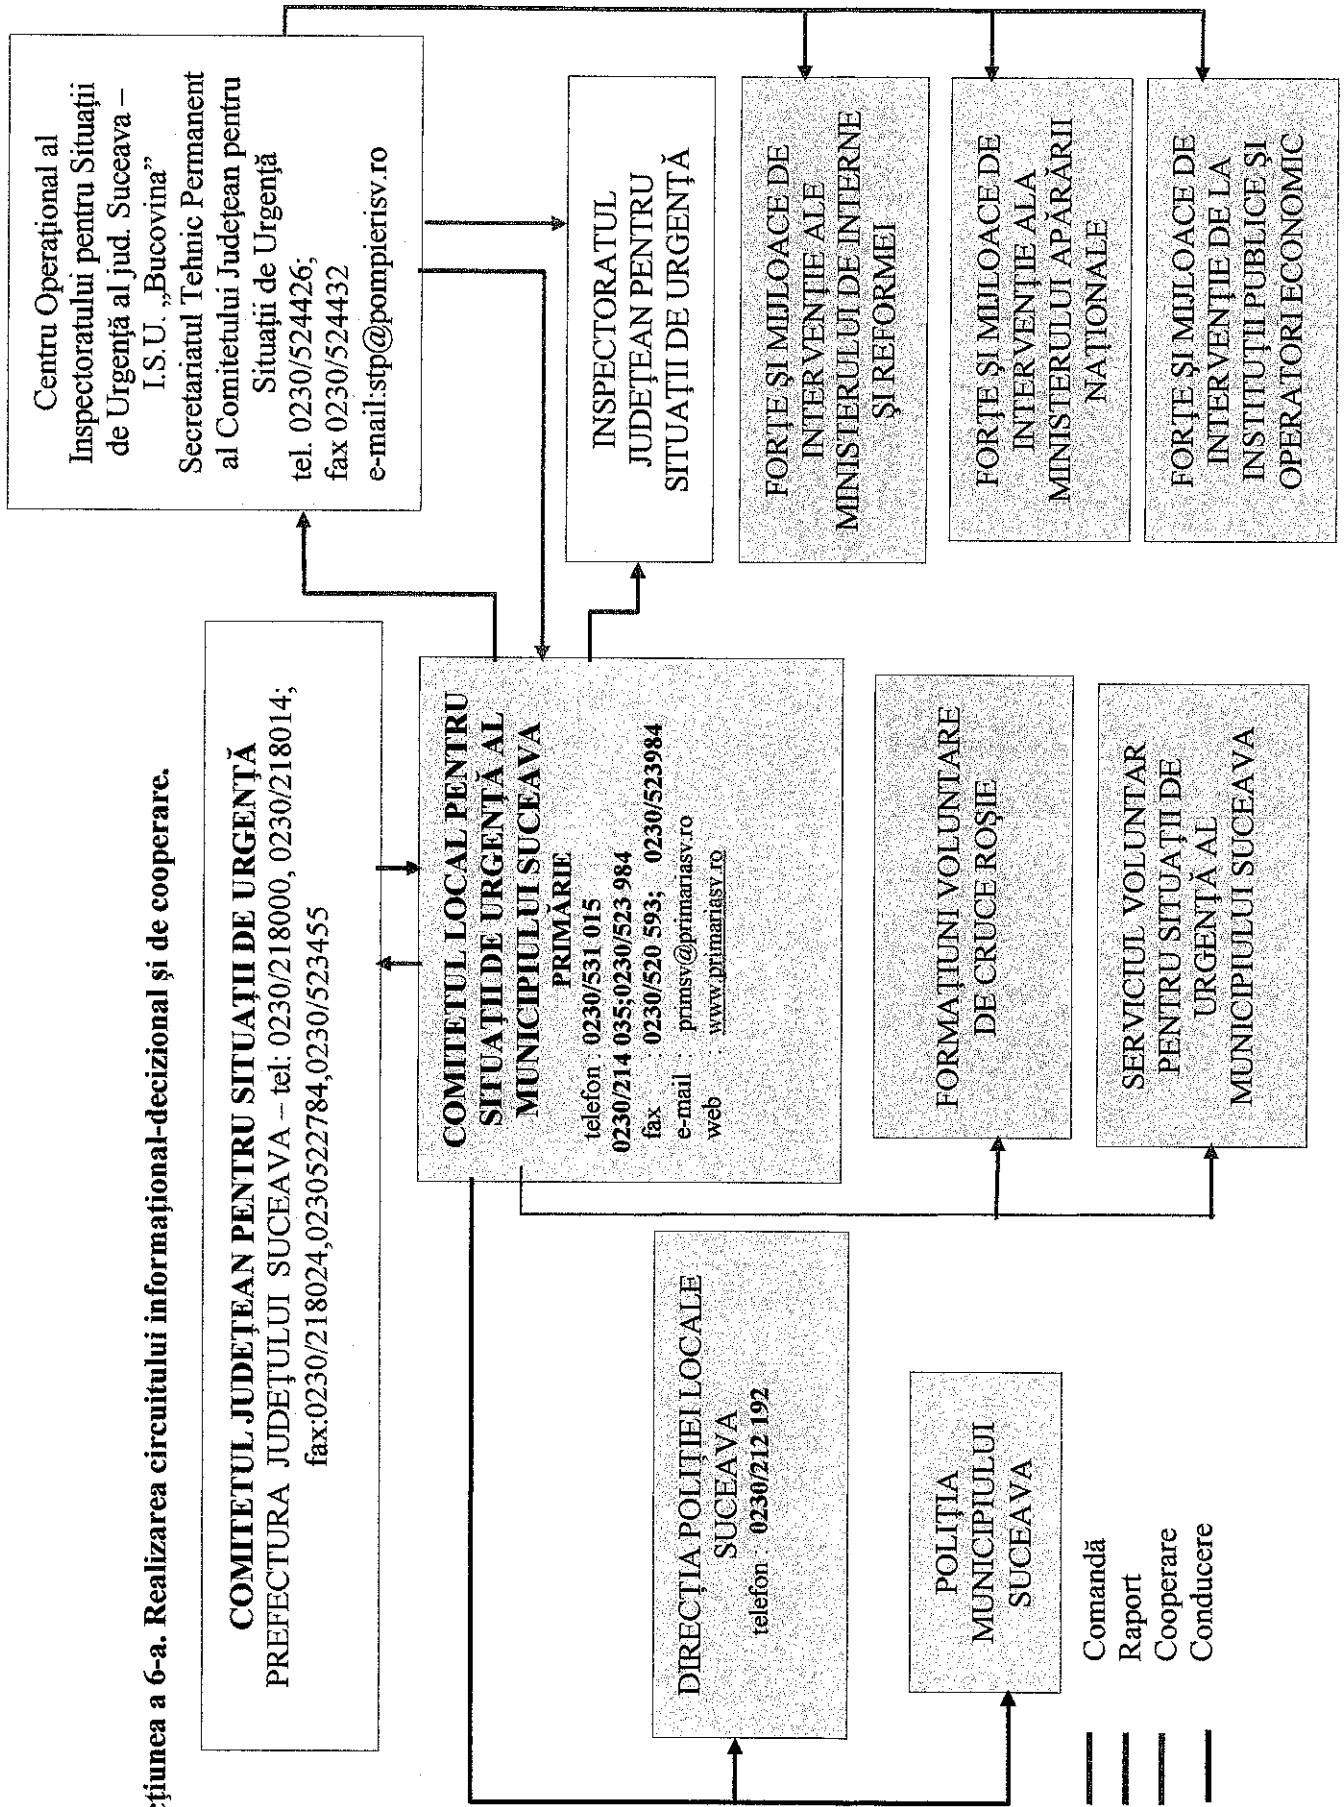 cțiunea a 6-a. Realizarea circuitului informațional-decizional și de cooperare.
COMITETUL JUDEȚEAN PENTRU SITUAȚII DE URGENȚĂ
PREFECTURA JUDEȚULUI SUCEAVA – tel: 0230/218000, 0230/218014;
fax:0230/218024,0230522784,0230/523455
Centru Operațional al
Inspectoratului pentru Situații
de Urgență al jud. Suceava –
I.S.U. „Bucovina”
Secretariatul Tehnic Permanent
al Comitetului Județean pentru
Situații de Urgență
tel. 0230/524426;
fax 0230/524432
e-mail:stp@pompierisv.ro
COMITETUL LOCAL PENTRU
SITUAȚII DE URGENȚĂ AL
MUNICIPIULUI SUCEAVA
PRIMĂRIE
telefon : 0230/531 015
0230/214 035;0230/523 984
fax : 0230/520 593; 0230/523984
e-mail : primsv@primariasv.ro
web : www.primariasv.ro
INSPECTORATUL
JUDEȚEAN PENTRU
SITUAȚII DE URGENȚĂ
FORȚE ȘI MIJLOACE DE
INTERVENȚIE ALE
MINISTERULUI DE INTERNE
ȘI REFORMEI
FORȚE ȘI MIJLOACE DE
INTERVENȚIE ALA
MINISTERULUI APĂRĂRII
NAȚIONALE
FORȚE ȘI MIJLOACE DE
INTERVENȚIE DE LA
INSTITUȚII PUBLICE ȘI
OPERATORI ECONOMIC
DIRECȚIA POLIȚIEI LOCALE
SUCEAVA
telefon : 0230/212 192
FORMAȚIUNI VOLUNTARE
DE CRUCE ROȘIE
POLIȚIA
MUNICIPIULUI
SUCEAVA
SERVICIUL VOLUNTAR
PENTRU SITUAȚII DE
URGENȚĂ AL
MUNICIPIULUI SUCEAVA
Comandă
Raport
Cooperare
Conducere